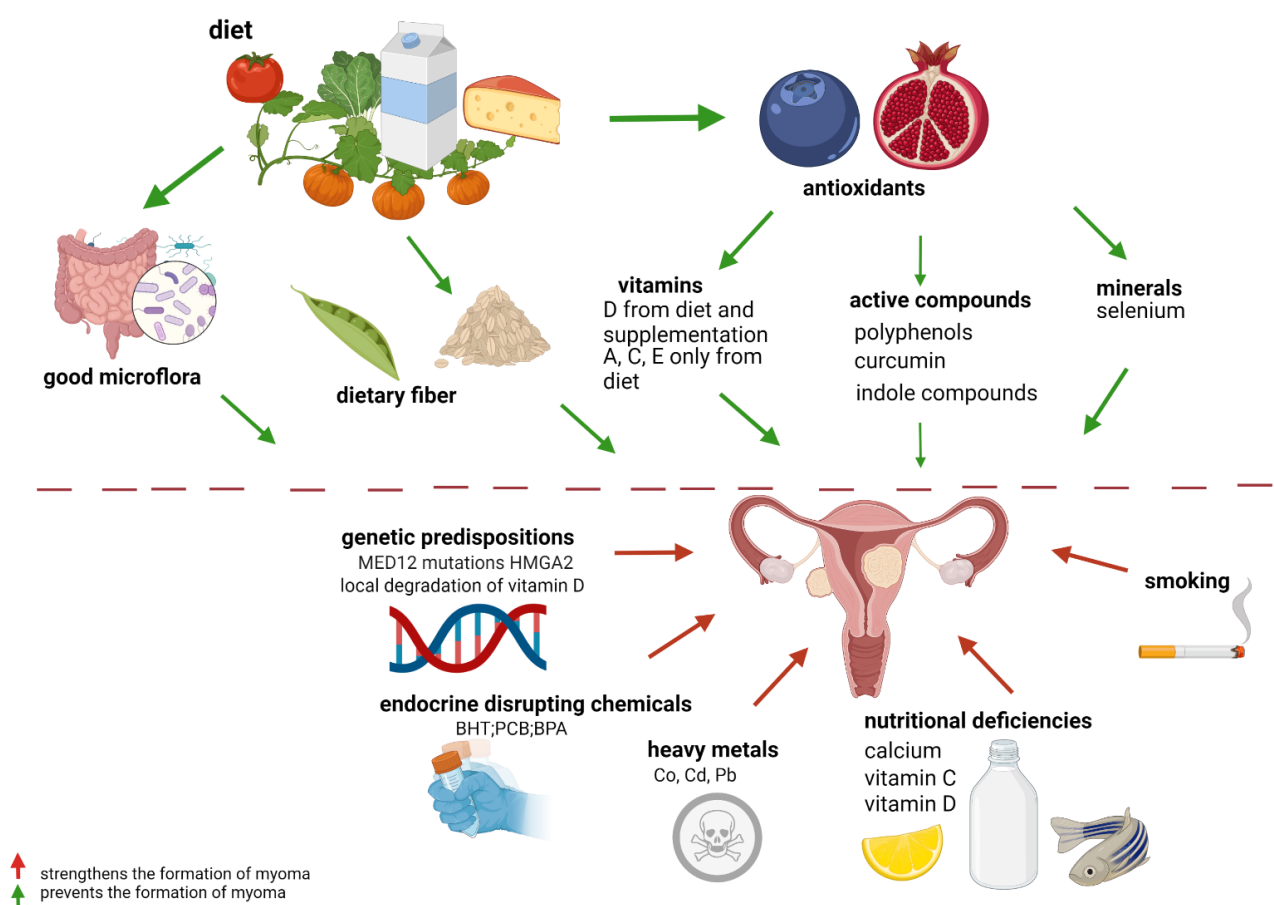 diet
antioxidants
good microflora
dietary fiber
vitamins
D from diet and
supplementation
A, C, E only from
diet
active compounds
polyphenols
curcumin
indole compounds
minerals
selenium
genetic predispositions
MED12 mutations HMGA2
local degradation of vitamin D
endocrine disrupting chemicals
BHT;PCB;BPA
heavy metals
Co, Cd, Pb
nutritional deficiencies
calcium
vitamin C
vitamin D
smoking
strengthens the formation of myoma
prevents the formation of myoma